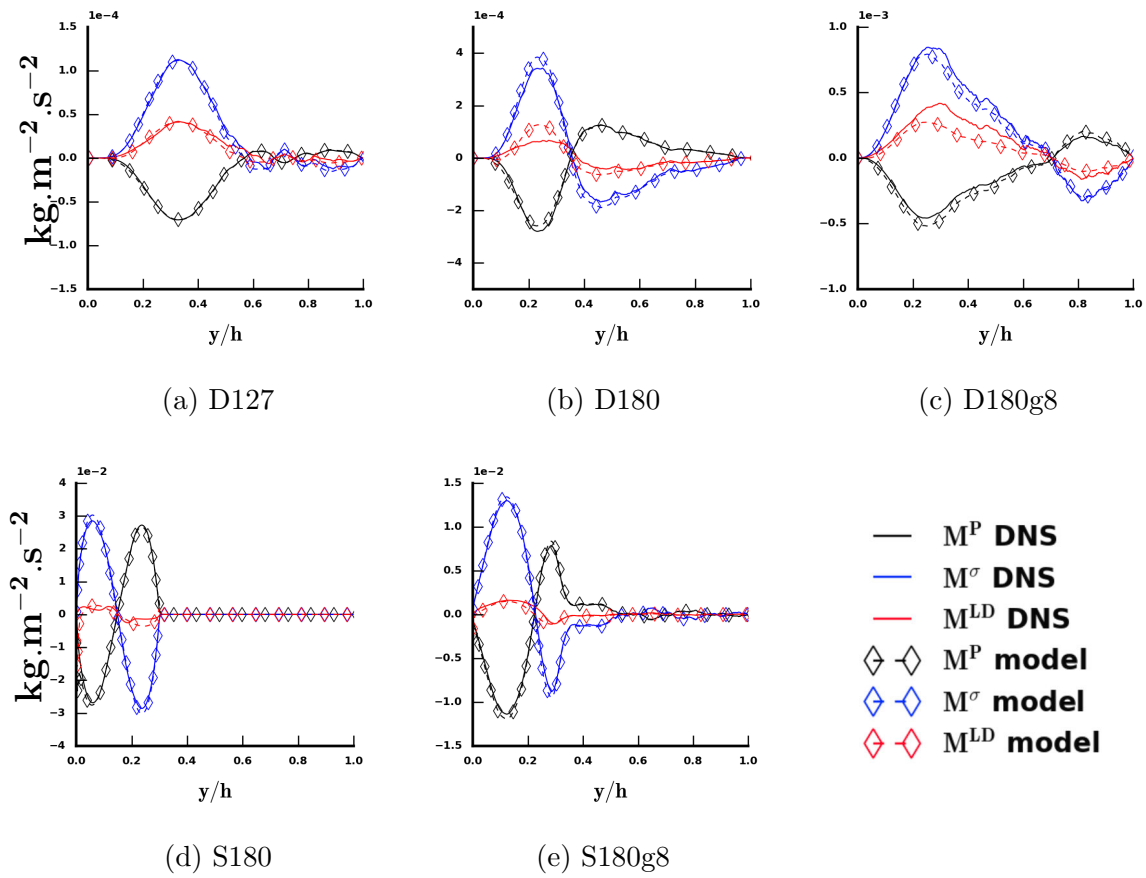 1e−4
1.5
1.0
0.5
0.0
−0.5
−1.0
−1.5
0.0 0.2 0.4 0.6 0.8 1.0
kg.m⁻².s⁻²
y/h
(a) D127
1e−4
4
2
0
−2
−4
0.0 0.2 0.4 0.6 0.8 1.0
y/h
(b) D180
1e−3
1.0
0.5
0.0
−0.5
−1.0
0.0 0.2 0.4 0.6 0.8 1.0
y/h
(c) D180g8
1e−2
4
3
2
1
0
−1
−2
−3
−4
0.0 0.2 0.4 0.6 0.8 1.0
kg.m⁻².s⁻²
y/h
(d) S180
1e−2
1.5
1.0
0.5
0.0
−0.5
−1.0
−1.5
0.0 0.2 0.4 0.6 0.8 1.0
y/h
(e) S180g8
Mᴾ DNS
M^σ DNS
Mᴸᴰ DNS
Mᴾ model
M^σ model
Mᴸᴰ model